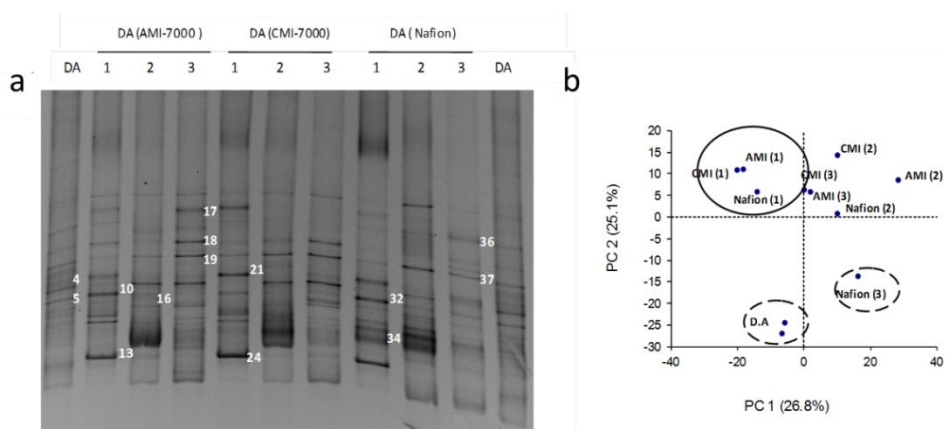 DA (AMI-7000 ) DA (CMI-7000) DA ( Nafion)
DA 1 2 3 1 2 3 1 2 3 DA
a
17
18
19
4
5
10
16
13
21
24
32
34
36
37
b
PC 2 (25.1%)
20
15
10
5
0
-5
-10
-15
-20
-25
-30
-40 -20 0 20 40
PC 1 (26.8%)
CMI (2)
AMI (1)
CMI (1)
CMI (3)
AMI (2)
Nafion (1)
AMI (3)
Nafion (2)
Nafion (3)
D.A